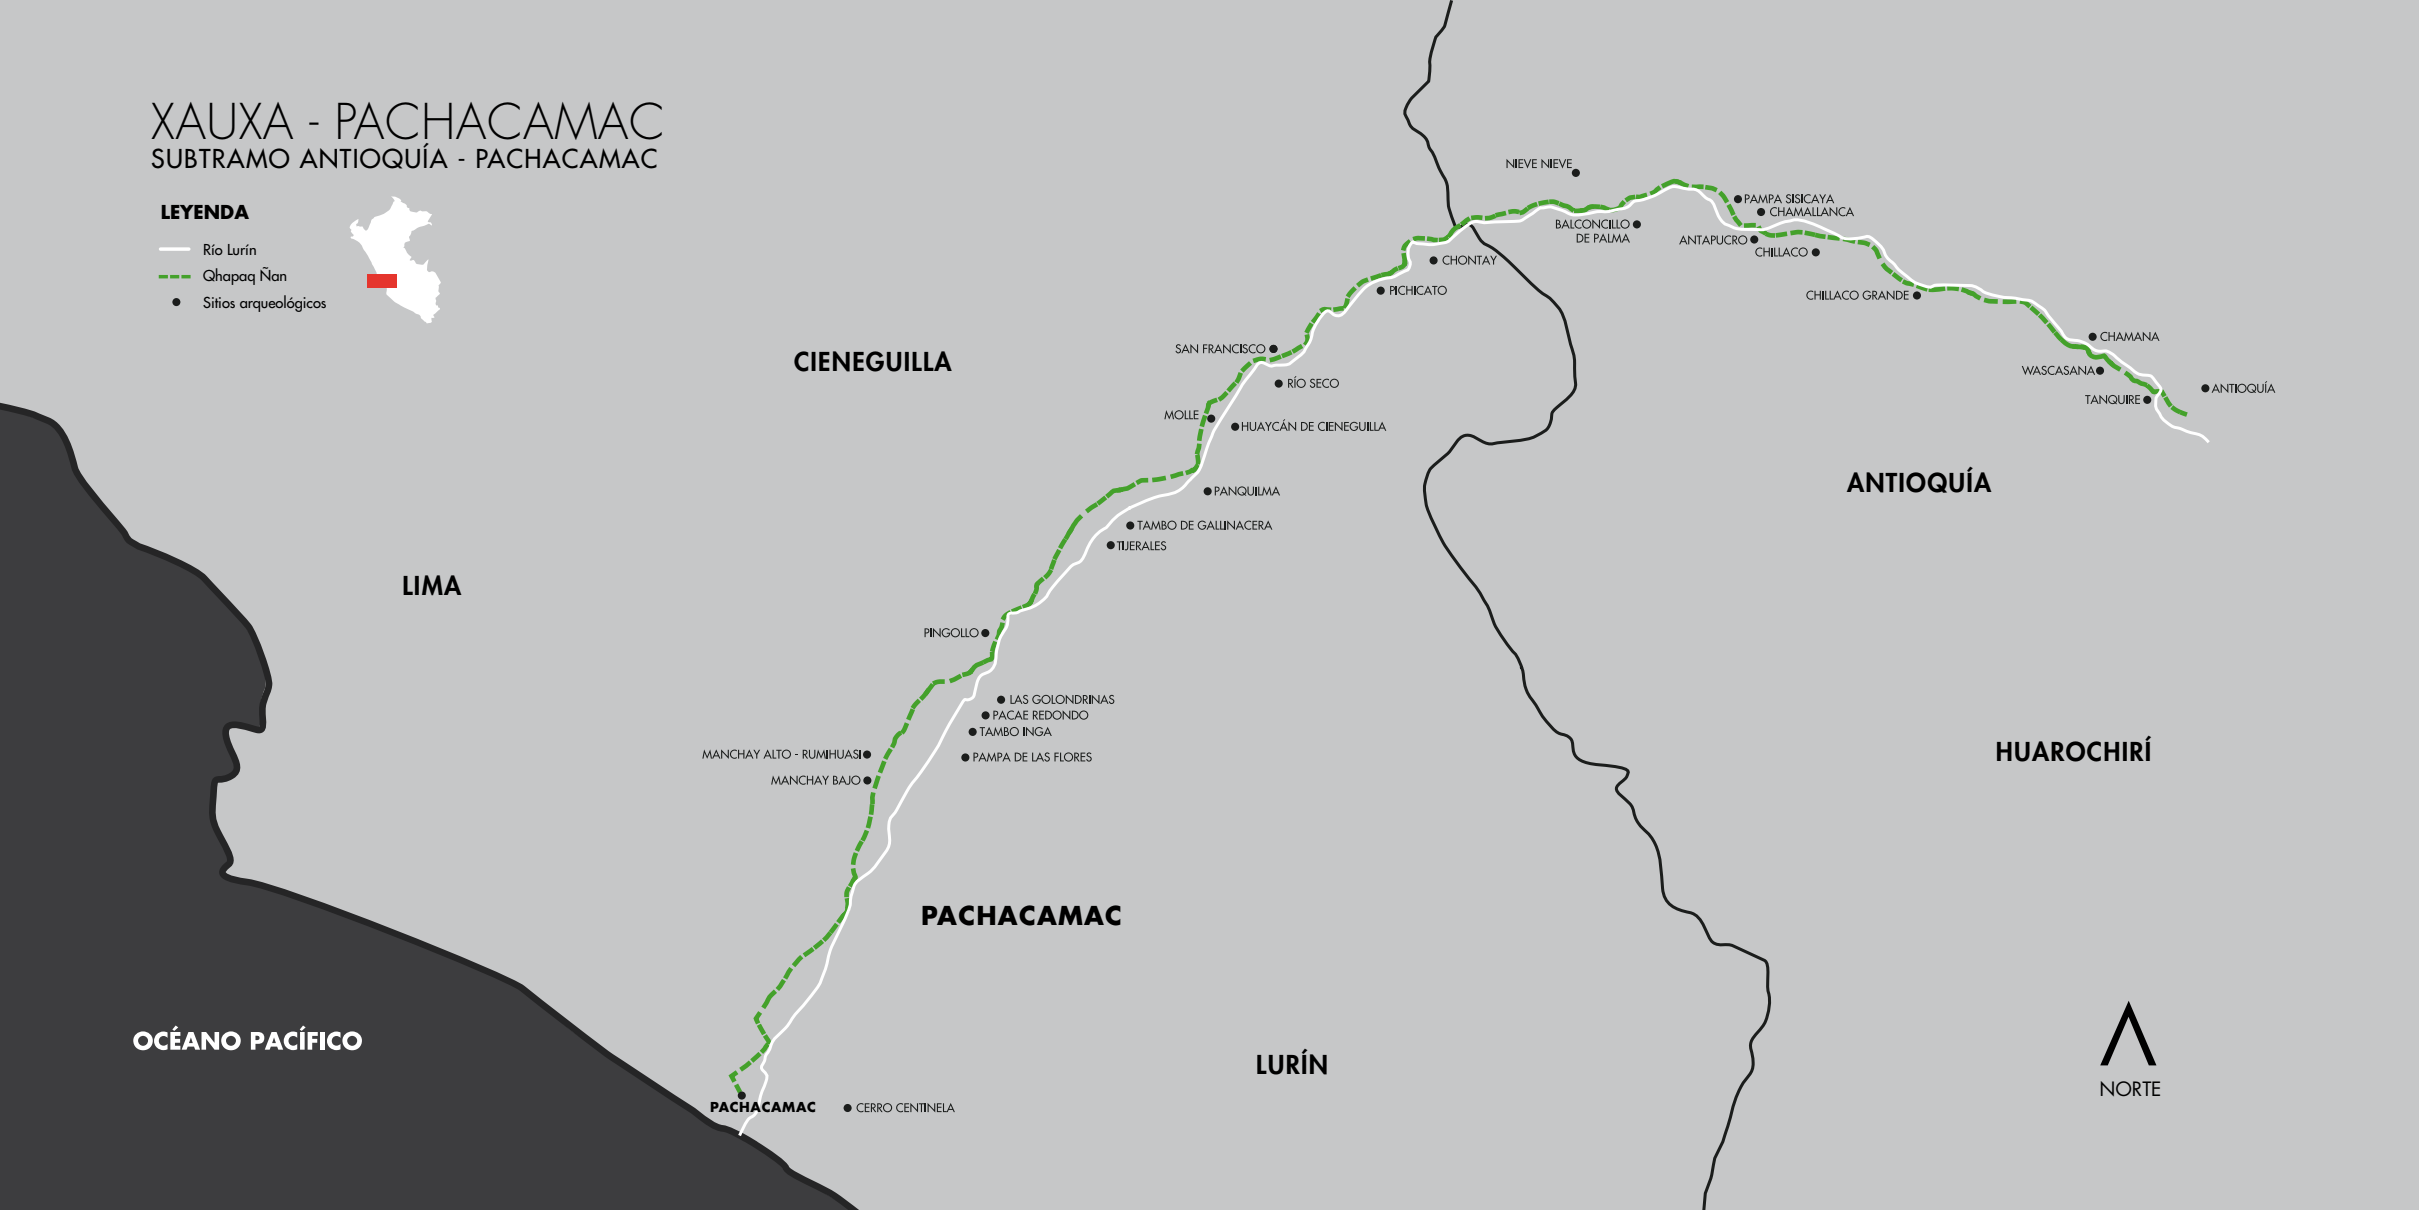 XAUXA - PACHACAMAC
SUBTRAMO ANTIOQUÍA - PACHACAMAC
LEYENDA
Río Lurín
Qhapaq Ñan
Sitios arqueológicos
NIEVE NIEVE
PAMPA SISICAYA
CHAMALLANCA
BALCONCILLO
DE PALMA
ANTAPUCRO
CHILLACO
CHONTAY
PICHICATO
CHILLACO GRANDE
CHAMANA
SAN FRANCISCO
CIENEGUILLA
WASCASANA
RÍO SECO
ANTIOQUÍA
TANQUIRE
MOLLE
HUAYCÁN DE CIENEGUILLA
ANTIOQUÍA
PANQUILMA
TAMBO DE GALLINACERA
TIJERALES
LIMA
PINGOLLO
LAS GOLONDRINAS
PACAE REDONDO
TAMBO INGA
MANCHAY ALTO - RUMIHUASI
PAMPA DE LAS FLORES
HUAROCHIRÍ
MANCHAY BAJO
PACHACAMAC
OCÉANO PACÍFICO
LURÍN
NORTE
PACHACAMAC
CERRO CENTINELA